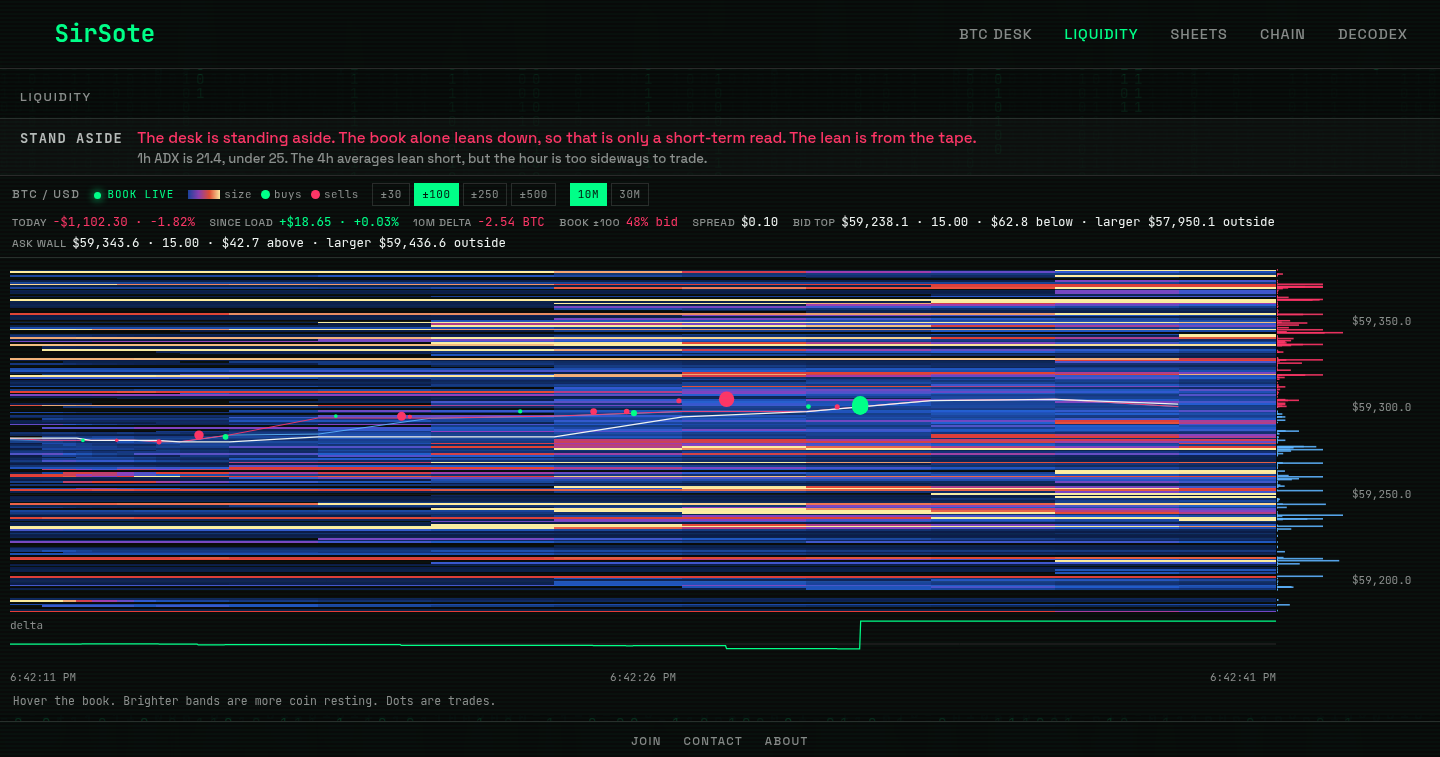 SirSote
BTC DESK LIQUIDITY SHEETS CHAIN DECODEX
LIQUIDITY
STAND ASIDE The desk is standing aside. The book alone leans down, so that is only a short-term read. The lean is from the tape.
1h ADX is 21.4, under 25. The 4h averages lean short, but the hour is too sideways to trade.
BTC / USD BOOK LIVE size buys sells ±30 ±100 ±250 ±500 10M 30M
TODAY -$1,102.30 · -1.82% SINCE LOAD +$18.65 · +0.03% 10M DELTA -2.54 BTC BOOK ±100 48% bid SPREAD $0.10 BID TOP $59,238.1 · 15.00 · $62.8 below · larger $57,950.1 outside
ASK WALL $59,343.6 · 15.00 · $42.7 above · larger $59,436.6 outside
$59,350.0
$59,300.0
$59,250.0
$59,200.0
delta
6:42:11 PM 6:42:26 PM 6:42:41 PM
Hover the book. Brighter bands are more coin resting. Dots are trades.
JOIN CONTACT ABOUT